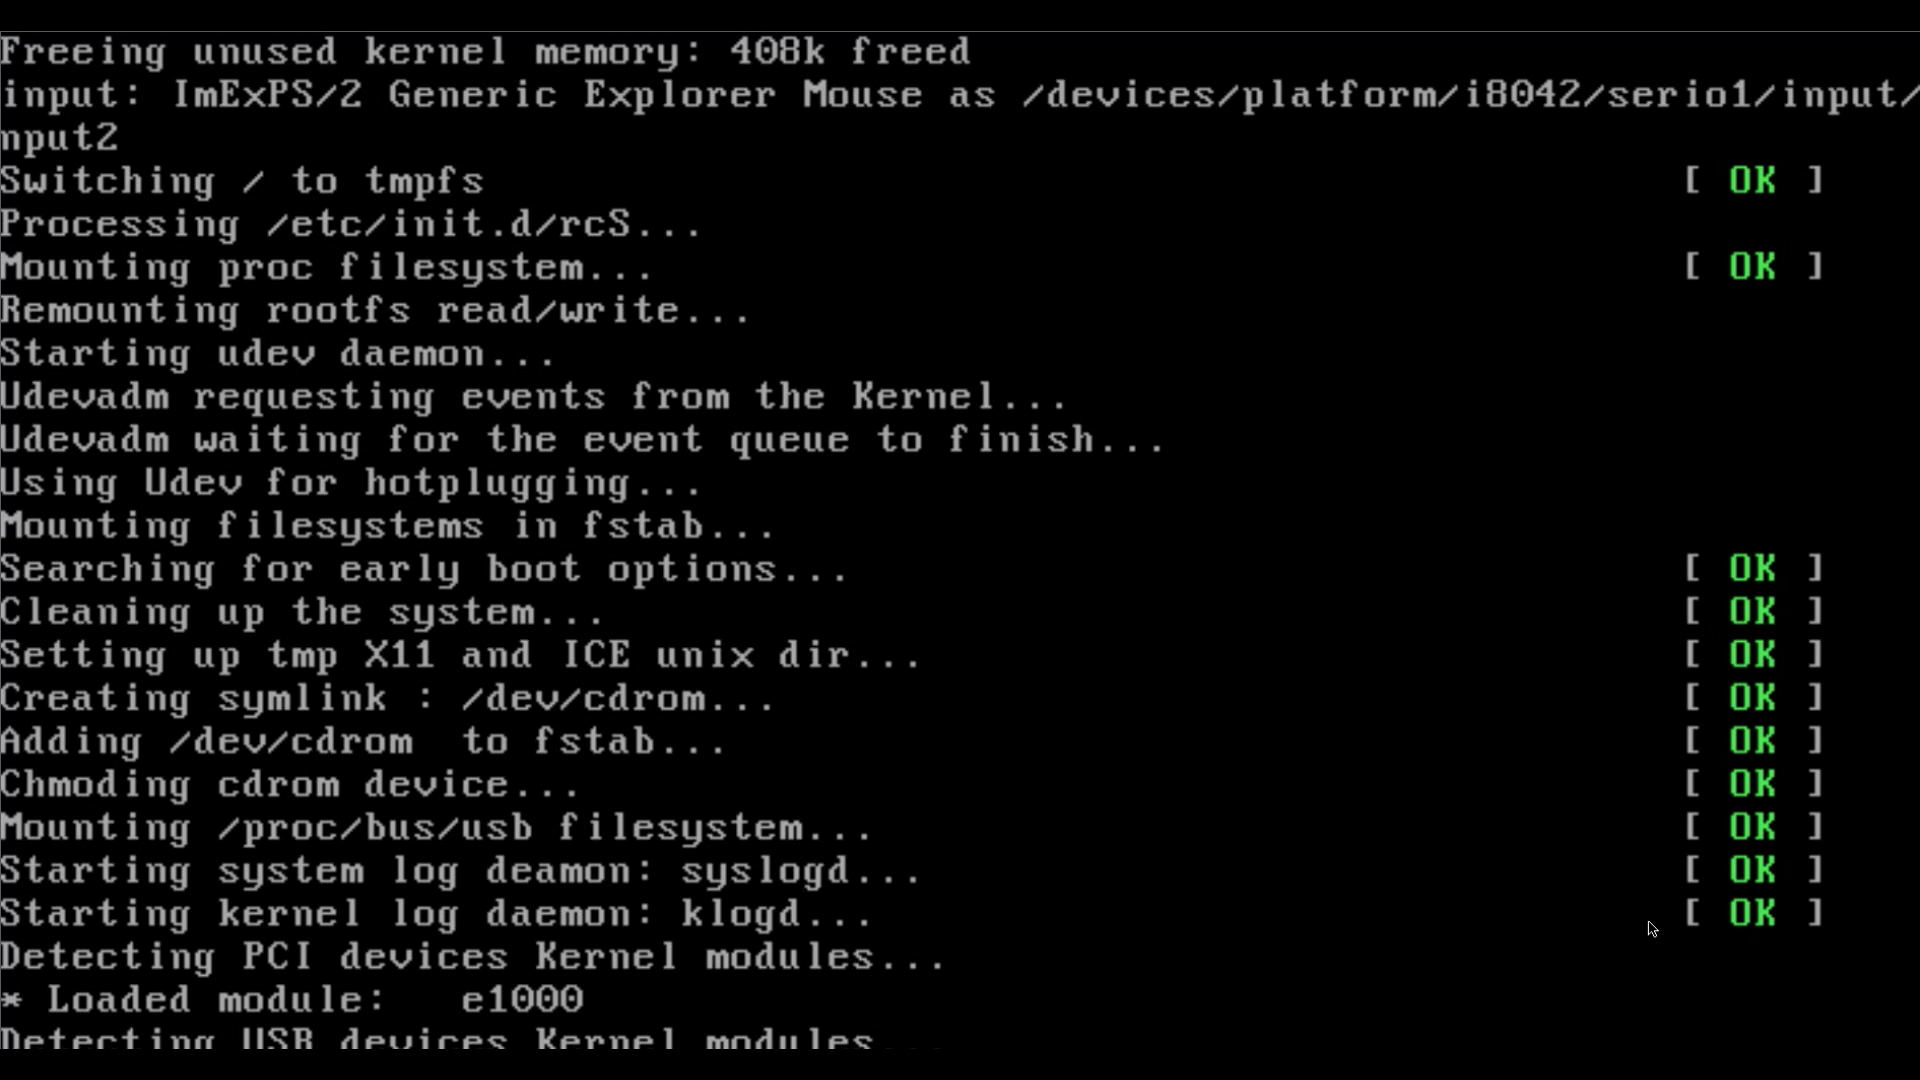 Freeing unused kernel memory: 408k freed
input: ImExPS/2 Generic Explorer Mouse as /devices/platform/i8042/serio1/input/
nput2
Switching / to tmpfs [ OK ]
Processing /etc/init.d/rcS...
Mounting proc filesystem... [ OK ]
Remounting rootfs read/write...
Starting udev daemon...
Udevadm requesting events from the Kernel...
Udevadm waiting for the event queue to finish...
Using Udev for hotplugging...
Mounting filesystems in fstab...
Searching for early boot options... [ OK ]
Cleaning up the system... [ OK ]
Setting up tmp X11 and ICE unix dir... [ OK ]
Creating symlink : /dev/cdrom... [ OK ]
Adding /dev/cdrom  to fstab... [ OK ]
Chmoding cdrom device... [ OK ]
Mounting /proc/bus/usb filesystem... [ OK ]
Starting system log deamon: syslogd... [ OK ]
Starting kernel log daemon: klogd... [ OK ]
Detecting PCI devices Kernel modules...
* Loaded module:   e1000
Detecting USB devices Kernel modules...